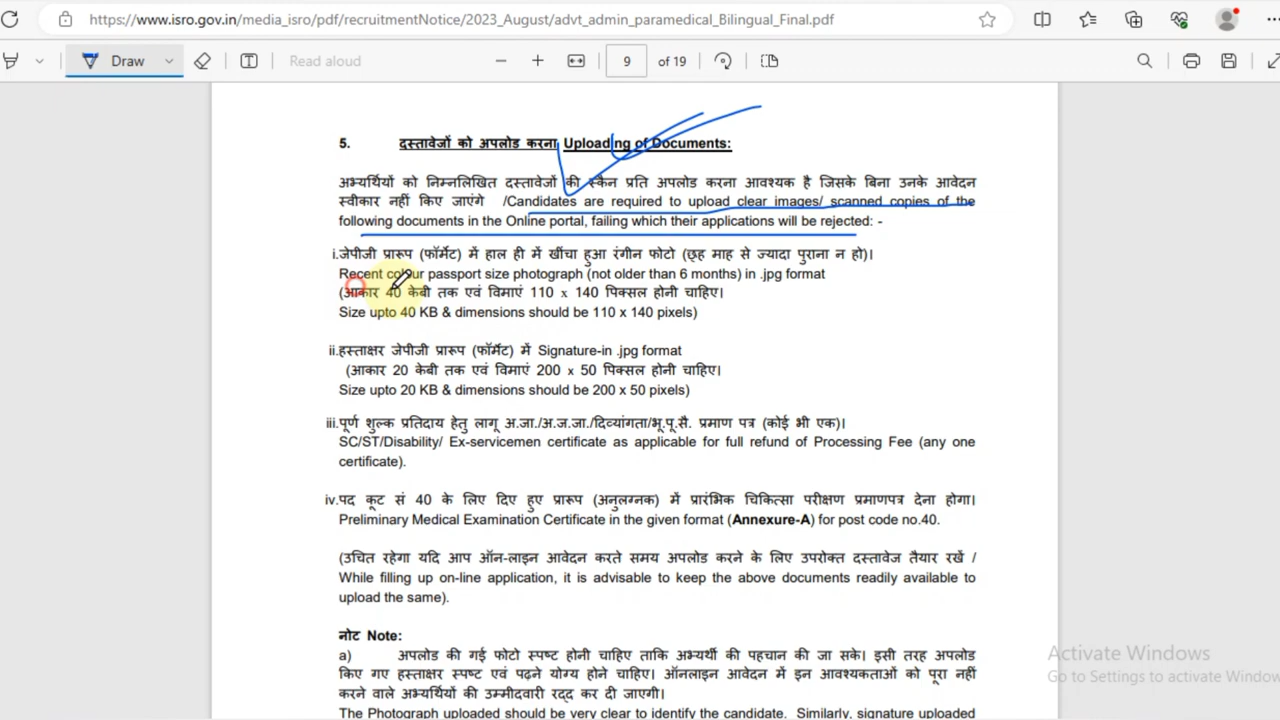 https://www.isro.gov.in/media_isro/pdf/recruitmentNotice/2023_August/advt_admin_paramedical_Bilingual_Final.pdf
Draw Read aloud 9 of 19
5. दस्तावेजों को अपलोड करना Uploading of Documents:
अभ्यर्थियों को निम्नलिखित दस्तावेजों की स्कैन प्रति अपलोड करना आवश्यक है जिसके बिना उनके आवेदन
स्वीकार नहीं किए जाएंगे /Candidates are required to upload clear images/ scanned copies of the
following documents in the Online portal, failing which their applications will be rejected: -
i.जेपीजी प्रारूप (फॉर्मेट) में हाल ही में खींचा हुआ रंगीन फोटो (छह माह से ज्यादा पुराना न हो)।
Recent colour passport size photograph (not older than 6 months) in .jpg format
(आकार 40 केबी तक एवं विमाएं 110 x 140 पिक्सल होनी चाहिए।
Size upto 40 KB & dimensions should be 110 x 140 pixels)
ii.हस्ताक्षर जेपीजी प्रारूप (फॉर्मेट) में Signature-in .jpg format
(आकार 20 केबी तक एवं विमाएं 200 x 50 पिक्सल होनी चाहिए।
Size upto 20 KB & dimensions should be 200 x 50 pixels)
iii.पूर्ण शुल्क प्रतिदाय हेतु लागू अ.जा./अ.ज.जा./दिव्यांगता/भू.पू.सै. प्रमाण पत्र (कोई भी एक)।
SC/ST/Disability/ Ex-servicemen certificate as applicable for full refund of Processing Fee (any one
certificate).
iv.पद कूट सं 40 के लिए दिए हुए प्रारूप (अनुलग्नक) में प्रारंभिक चिकित्सा परीक्षण प्रमाणपत्र देना होगा।
Preliminary Medical Examination Certificate in the given format (Annexure-A) for post code no.40.
(उचित रहेगा यदि आप ऑन-लाइन आवेदन करते समय अपलोड करने के लिए उपरोक्त दस्तावेज तैयार रखें /
While filling up on-line application, it is advisable to keep the above documents readily available to
upload the same).
नोट Note:
a) अपलोड की गई फोटो स्पष्ट होनी चाहिए ताकि अभ्यर्थी की पहचान की जा सके। इसी तरह अपलोड
किए गए हस्ताक्षर स्पष्ट एवं पढ़ने योग्य होने चाहिए। ऑनलाइन आवेदन में इन आवश्यकताओं को पूरा नहीं
करने वाले अभ्यर्थियों की उम्मीदवारी रद्द कर दी जाएगी।
The Photograph uploaded should be very clear to identify the candidate. Similarly, signature uploaded
Activate Windows
Go to Settings to activate Windows